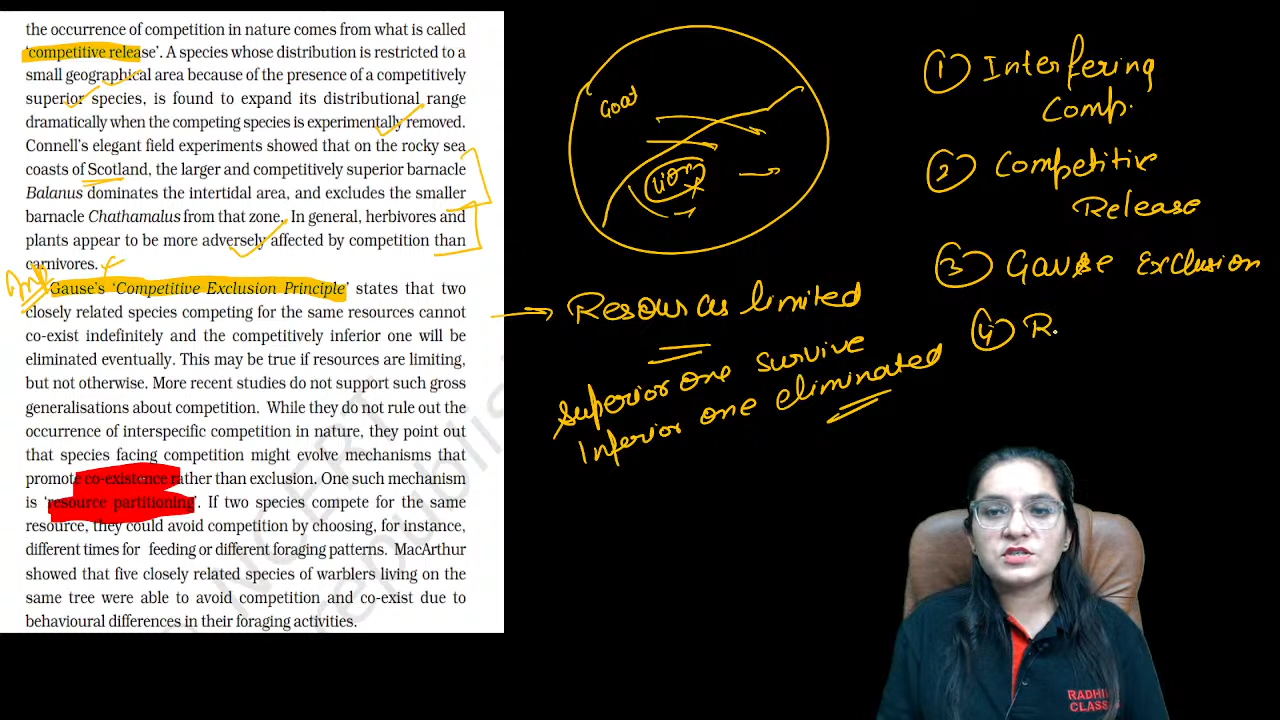 the occurrence of competition in nature comes from what is called
'competitive release'. A species whose distribution is restricted to a
small geographical area because of the presence of a competitively
superior species, is found to expand its distributional range
dramatically when the competing species is experimentally removed.
Connell's elegant field experiments showed that on the rocky sea
coasts of Scotland, the larger and competitively superior barnacle
Balanus dominates the intertidal area, and excludes the smaller
barnacle Chathamalus from that zone. In general, herbivores and
plants appear to be more adversely affected by competition than
carnivores.
Gause's 'Competitive Exclusion Principle' states that two
closely related species competing for the same resources cannot
co-exist indefinitely and the competitively inferior one will be
eliminated eventually. This may be true if resources are limiting,
but not otherwise. More recent studies do not support such gross
generalisations about competition. While they do not rule out the
occurrence of interspecific competition in nature, they point out
that species facing competition might evolve mechanisms that
promote co-existence rather than exclusion. One such mechanism
is 'resource partitioning'. If two species compete for the same
resource, they could avoid competition by choosing, for instance,
different times for feeding or different foraging patterns. MacArthur
showed that five closely related species of warblers living on the
same tree were able to avoid competition and co-exist due to
behavioural differences in their foraging activities.
Imp
Goat
Lion
→ Resources limited
Superior one survive
Inferior one eliminated
① Interfering
Comp.
② Competitive
Release
③ Gause Exclusion
④ R.
RADHI
CLASS